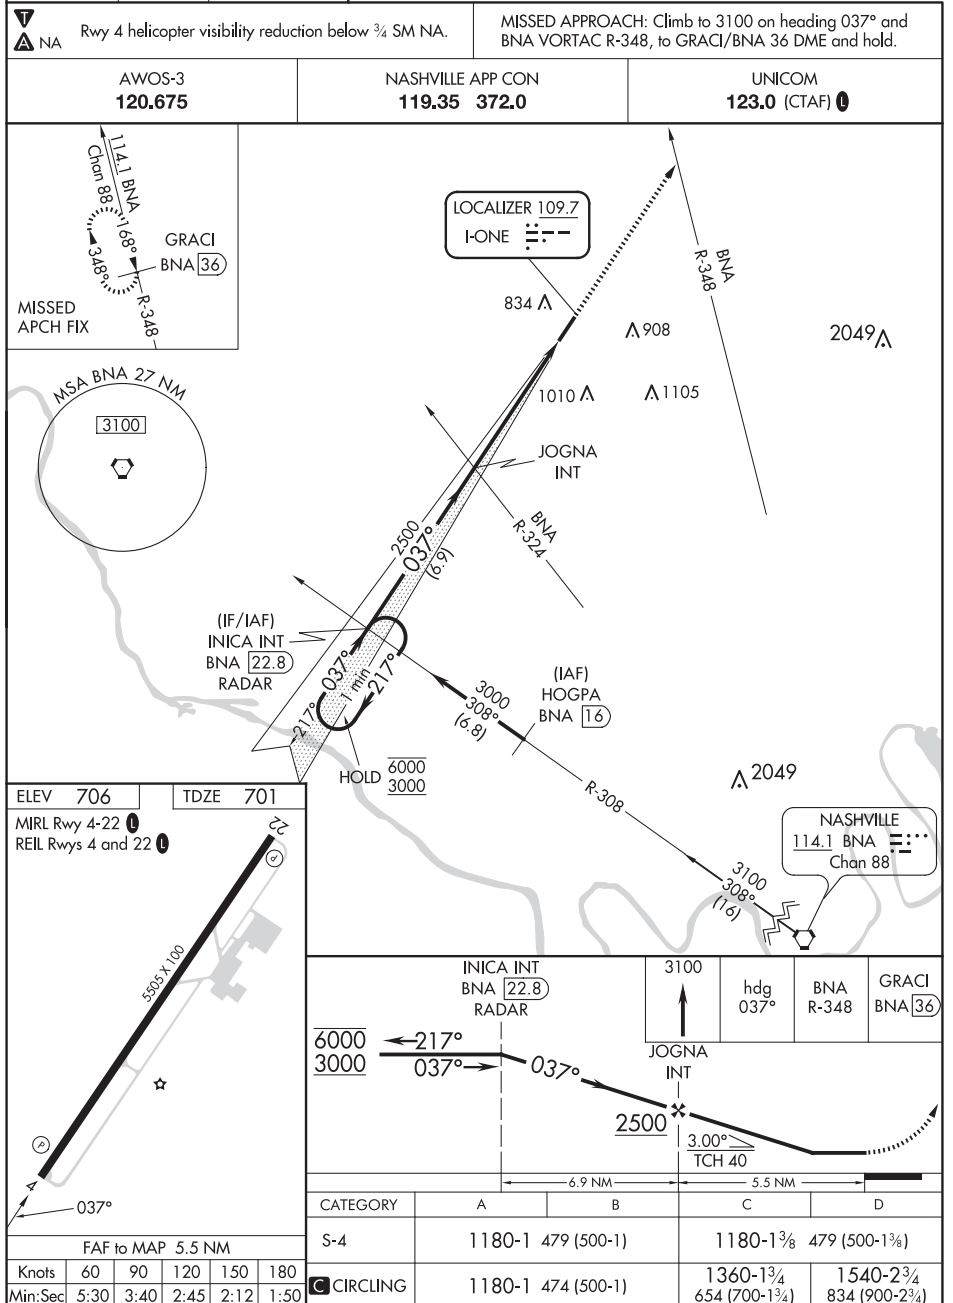 T
A NA
Rwy 4 helicopter visibility reduction below ¾ SM NA.
MISSED APPROACH: Climb to 3100 on heading 037° and
BNA VORTAC R-348, to GRACI/BNA 36 DME and hold.
AWOS-3
120.675
NASHVILLE APP CON
119.35 372.0
UNICOM
123.0 (CTAF) L
114.1 BNA
Chan 88
168°
348°
GRACI
BNA 36
R-348
MISSED
APCH FIX
LOCALIZER 109.7
I-ONE
BNA
R-348
834
908
2049
1010
1105
MSA BNA 27 NM
3100
JOGNA
INT
BNA
R-324
2500
037°
(6.9)
(IF/IAF)
INICA INT
BNA 22.8
RADAR
037°
1 min
217°
217°
3000
308°
(6.8)
(IAF)
HOGPA
BNA 16
HOLD
6000
3000
2049
R-308
NASHVILLE
114.1 BNA
Chan 88
3100
308°
(16)
ELEV 706
TDZE 701
MIRL Rwy 4-22 L
REIL Rwys 4 and 22 L
22
P
5505 X 100
P
4
037°
FAF to MAP 5.5 NM
Knots 60 90 120 150 180
Min:Sec 5:30 3:40 2:45 2:12 1:50
INICA INT
BNA 22.8
RADAR
3100
hdg
037°
BNA
R-348
GRACI
BNA 36
6000
3000
217°
037°
037°
JOGNA
INT
2500
3.00°
TCH 40
6.9 NM
5.5 NM
CATEGORY A B C D
S-4 1180-1 479 (500-1) 1180-1⅜ 479 (500-1⅜)
C CIRCLING 1180-1 474 (500-1) 1360-1¾ 654 (700-1¾) 1540-2¾ 834 (900-2¾)